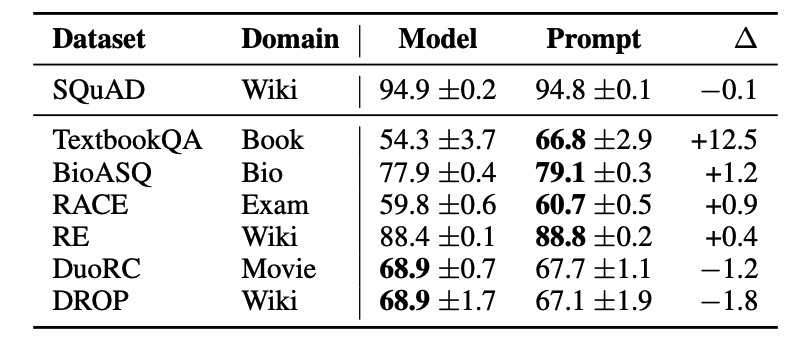 Dataset Domain Model Prompt Δ
SQuAD Wiki 94.9 ±0.2 94.8 ±0.1 −0.1
TextbookQA Book 54.3 ±3.7 66.8 ±2.9 +12.5
BioASQ Bio 77.9 ±0.4 79.1 ±0.3 +1.2
RACE Exam 59.8 ±0.6 60.7 ±0.5 +0.9
RE Wiki 88.4 ±0.1 88.8 ±0.2 +0.4
DuoRC Movie 68.9 ±0.7 67.7 ±1.1 −1.2
DROP Wiki 68.9 ±1.7 67.1 ±1.9 −1.8